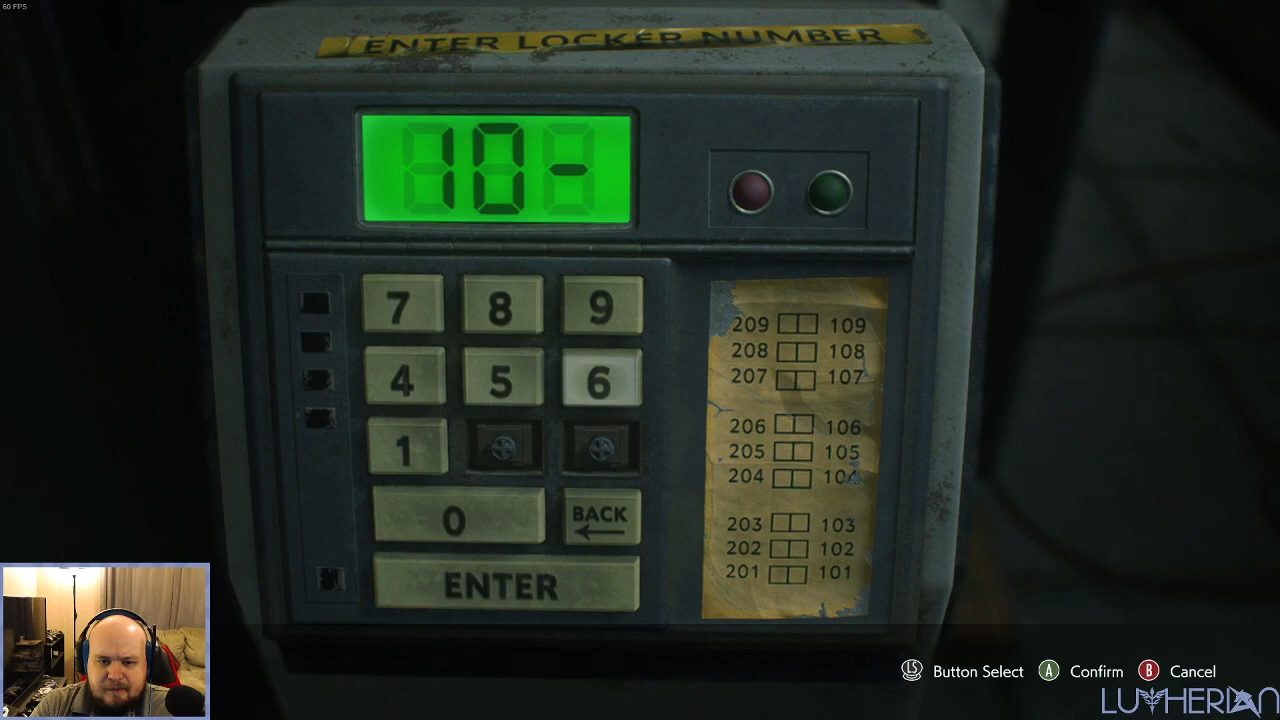 60 FPS
ENTER LOCKER NUMBER
10-
7 8 9
4 5 6
1
0 BACK
ENTER
209 109
208 108
207 107
206 106
205 105
204 104
203 103
202 102
201 101
LS Button Select A Confirm B Cancel
LUTHERIAN